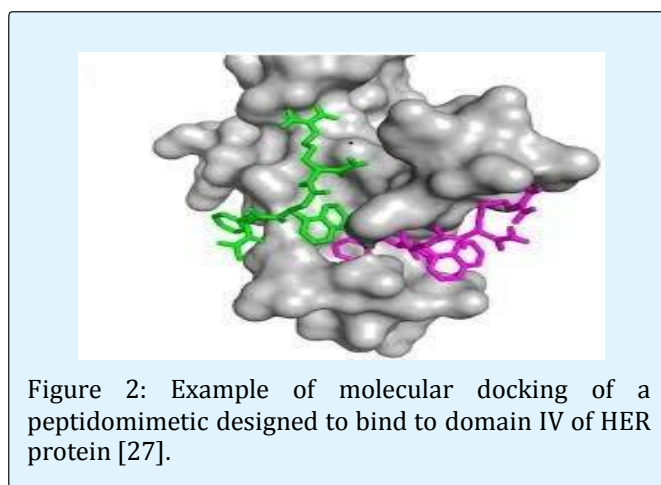 Figure 2: Example of molecular docking of a
peptidomimetic designed to bind to domain IV of HER
protein [27].